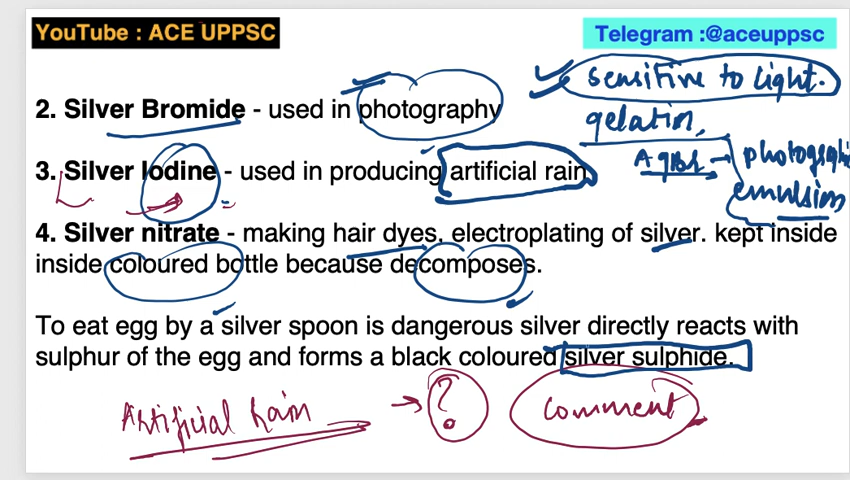 YouTube : ACE UPPSC
Telegram :@aceuppsc
sensitive to light.
2. Silver Bromide - used in photography
gelatin,
AgBr → photographic
emulsion
3. Silver Iodine - used in producing artificial rain
4. Silver nitrate - making hair dyes, electroplating of silver. kept inside
inside coloured bottle because decomposes.
To eat egg by a silver spoon is dangerous silver directly reacts with
sulphur of the egg and forms a black coloured silver sulphide.
Artificial Rain → ? comment